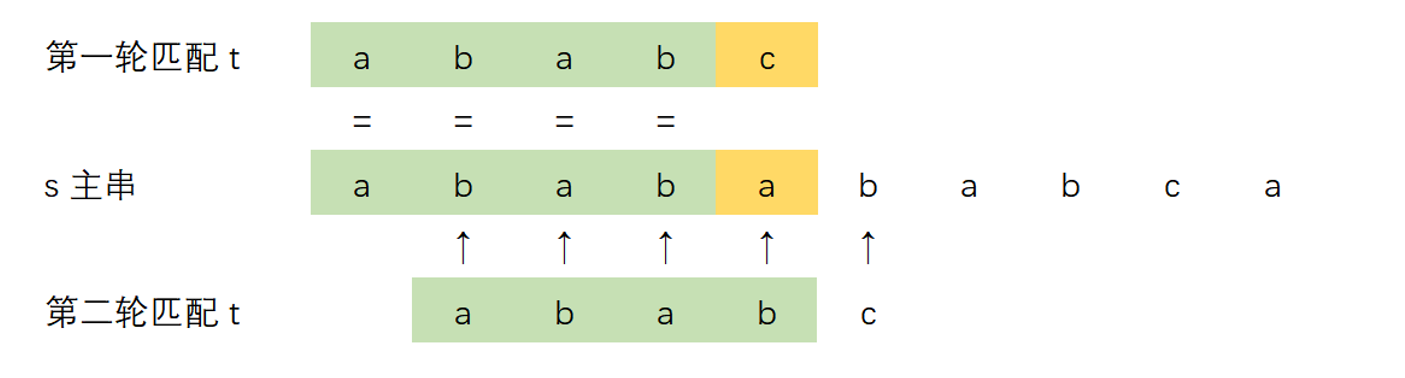 第一轮匹配 t a b a b c
= = = =
s 主串 a b a b a b a b c a
↑ ↑ ↑ ↑ ↑
第二轮匹配 t a b a b c